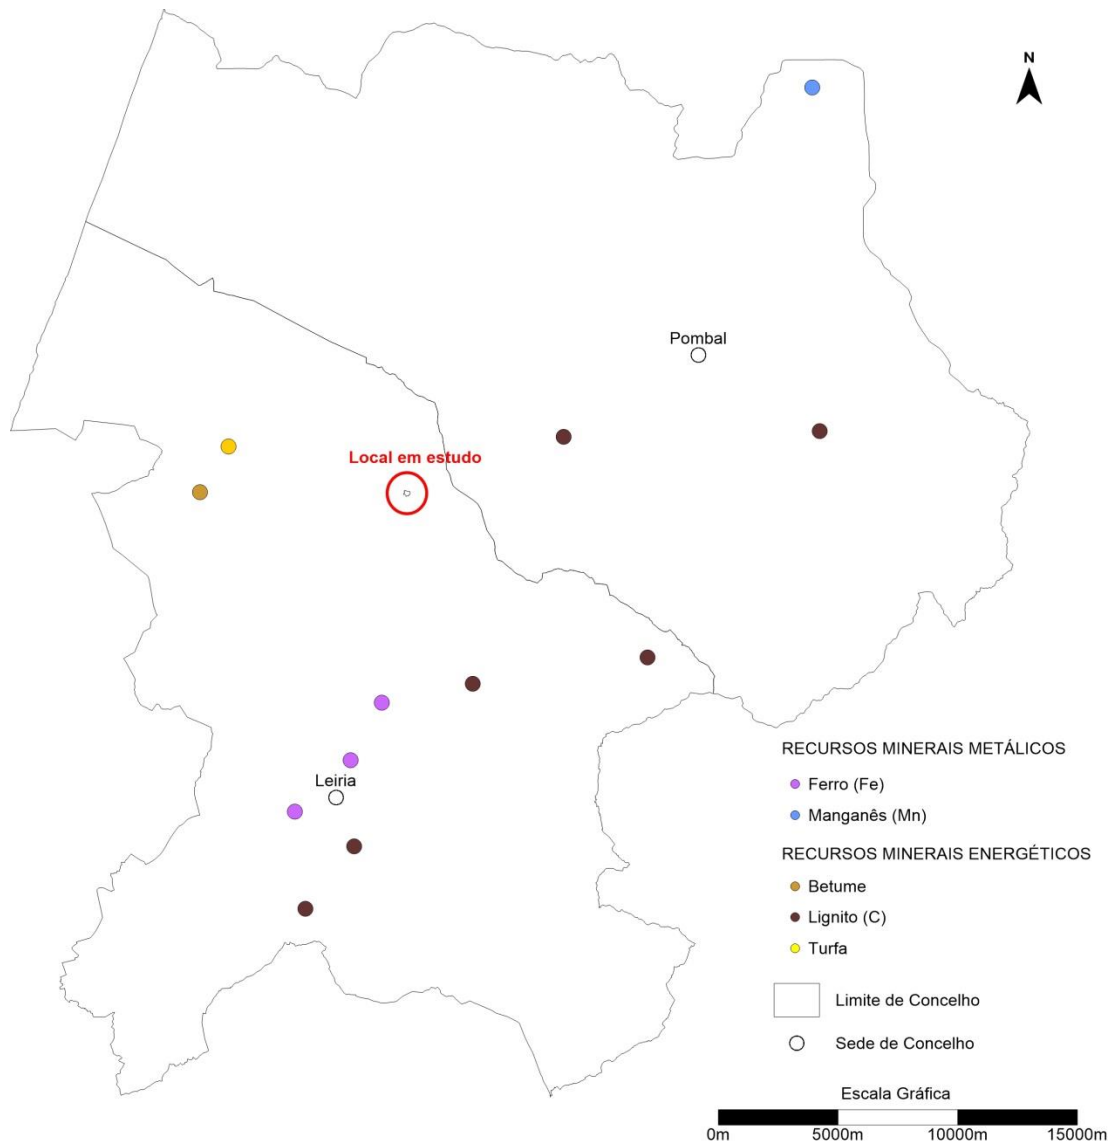 N
Pombal
Local em estudo
RECURSOS MINERAIS METÁLICOS
Ferro (Fe)
Leiria
Manganês (Mn)
RECURSOS MINERAIS ENERGÉTICOS
Betume
Lignito (C)
Turfa
Limite de Concelho
Sede de Concelho
Escala Gráfica
0m 5000m 10000m 15000m